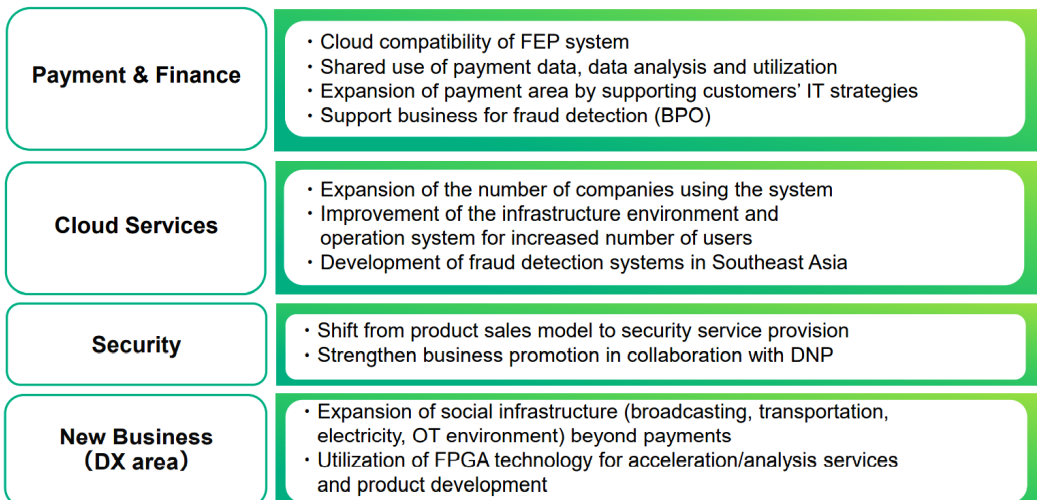 Payment & Finance
・Cloud compatibility of FEP system
・Shared use of payment data, data analysis and utilization
・Expansion of payment area by supporting customers’ IT strategies
・Support business for fraud detection (BPO)
Cloud Services
・Expansion of the number of companies using the system
・Improvement of the infrastructure environment and
operation system for increased number of users
・Development of fraud detection systems in Southeast Asia
Security
・Shift from product sales model to security service provision
・Strengthen business promotion in collaboration with DNP
New Business
（DX area）
・Expansion of social infrastructure (broadcasting, transportation,
electricity, OT environment) beyond payments
・Utilization of FPGA technology for acceleration/analysis services
and product development